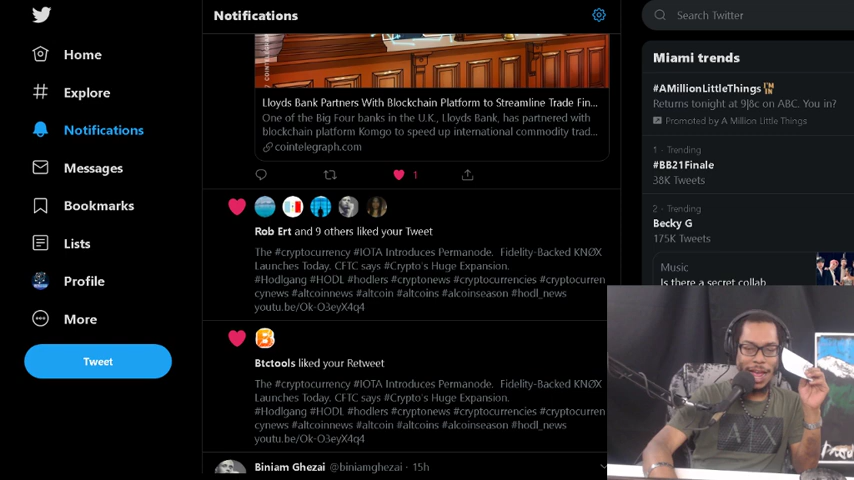 Home
Explore
Notifications
Messages
Bookmarks
Lists
Profile
More
Tweet
Notifications
Lloyds Bank Partners With Blockchain Platform to Streamline Trade Fin...
One of the Big Four banks in the U.K., Lloyds Bank, has partnered with
blockchain platform Komgo to speed up international commodity trad...
cointelegraph.com
1
Rob Ert and 9 others liked your Tweet
The #cryptocurrency #IOTA Introduces Permanode. Fidelity-Backed KNØX
Launches Today. CFTC says #Crypto's Huge Expansion.
#Hodlgang #HODL #hodlers #cryptonews #cryptocurrencies #cryptocurren
cynews #altcoinnews #altcoin #altcoins #alcoinseason #hodl_news
youtu.be/Ok-O3eyX4q4
Btctools liked your Retweet
The #cryptocurrency #IOTA Introduces Permanode. Fidelity-Backed KNØX
Launches Today. CFTC says #Crypto's Huge Expansion.
#Hodlgang #HODL #hodlers #cryptonews #cryptocurrencies #cryptocurren
cynews #altcoinnews #altcoin #altcoins #alcoinseason #hodl_news
youtu.be/Ok-O3eyX4q4
Biniam Ghezai @biniamghezai · 15h
Search Twitter
Miami trends
#AMillionLittleThings
Returns tonight at 9|8c on ABC. You in?
Promoted by A Million Little Things
1 · Trending
#BB21Finale
38K Tweets
2 · Trending
Becky G
175K Tweets
Music
Is there a secret collab
A|X